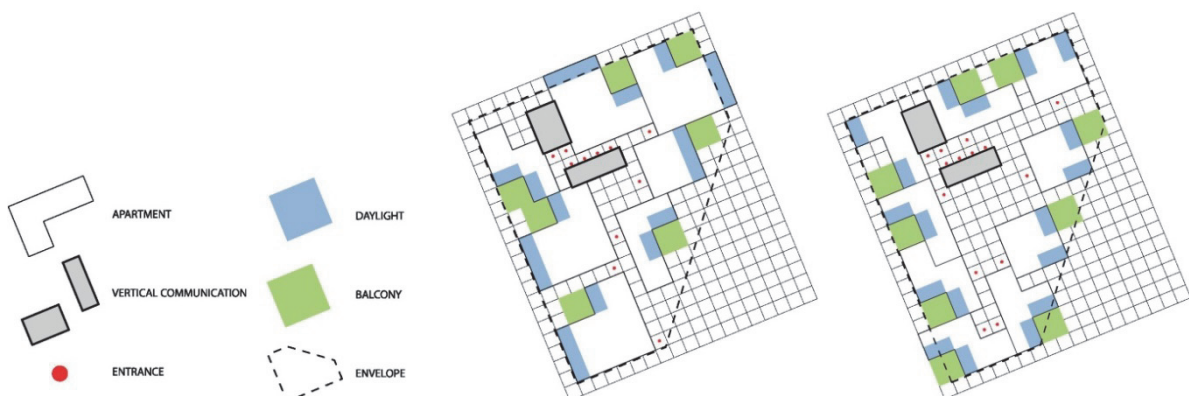 APARTMENT
DAYLIGHT
VERTICAL COMMUNICATION
BALCONY
ENTRANCE
ENVELOPE